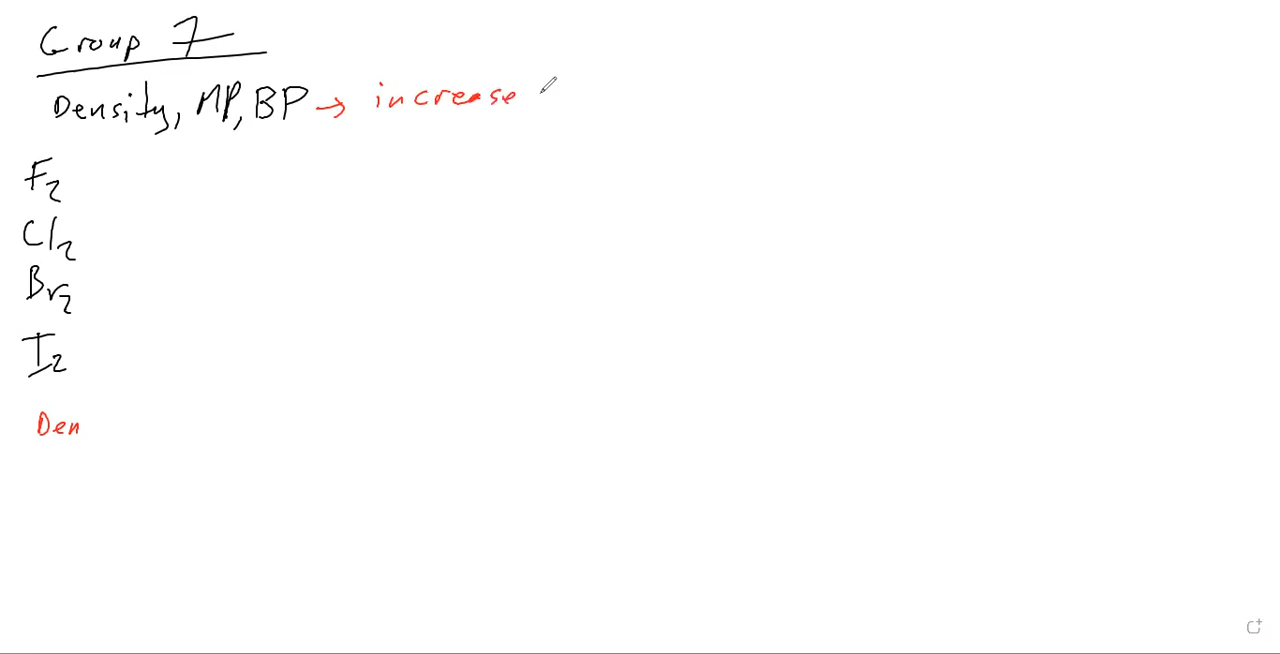 Group 7
Density, MP, BP → increase
F₂
Cl₂
Br₂
I₂
Den